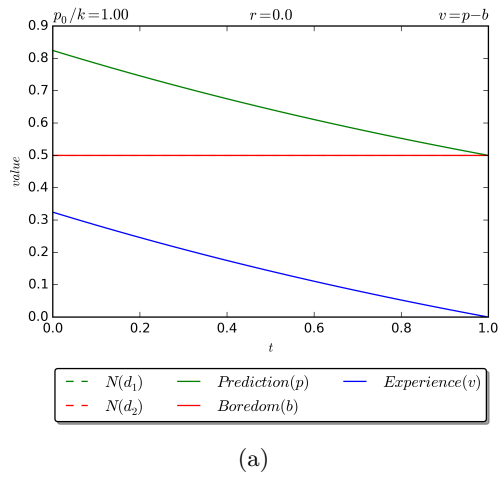 p₀/k=1.00 r=0.0 v=p−b
0.9
0.8
0.7
0.6
0.5
0.4
0.3
0.2
0.1
0.0
value
0.0 0.2 0.4 0.6 0.8 1.0
t
N(d₁) Prediction(p) Experience(v)
N(d₂) Boredom(b)
(a)